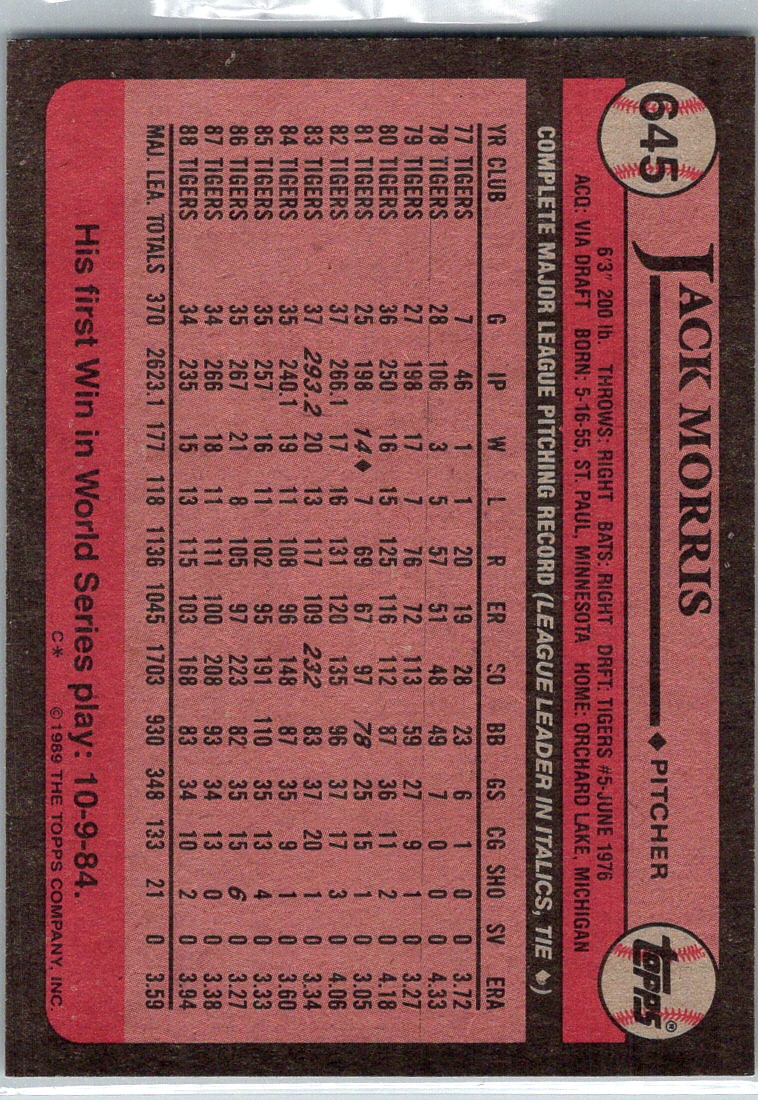 645
JACK MORRIS ◆ PITCHER
topps®
6'3" 200 lb. THROWS: RIGHT BATS: RIGHT DRFT: TIGERS #5-JUNE 1976
ACQ: VIA DRAFT BORN: 5-16-55, ST. PAUL, MINNESOTA HOME: ORCHARD LAKE, MICHIGAN
COMPLETE MAJOR LEAGUE PITCHING RECORD (LEAGUE LEADER IN ITALICS, TIE ◆)
YR CLUB G IP W L R ER SO BB GS CG SHO SV ERA
77 TIGERS 7 46 1 1 20 19 28 23 6 1 0 0 3.72
78 TIGERS 28 106 3 5 57 51 48 49 7 0 0 0 4.33
79 TIGERS 27 198 17 7 76 72 113 59 27 9 1 0 3.27
80 TIGERS 36 250 16 15 125 116 112 87 36 11 2 0 4.18
81 TIGERS 25 198 14◆ 7 69 67 97 78 25 15 1 0 3.05
82 TIGERS 37 266.1 17 16 131 120 135 96 37 17 3 0 4.06
83 TIGERS 37 293.2 20 13 117 109 232 83 37 20 1 0 3.34
84 TIGERS 35 240.1 19 11 108 96 148 87 35 9 1 0 3.60
85 TIGERS 35 257 16 11 102 95 191 110 35 13 4 0 3.33
86 TIGERS 35 267 21 8 105 97 223 82 35 15 6 0 3.27
87 TIGERS 34 266 18 11 111 100 208 93 34 13 0 0 3.38
88 TIGERS 34 235 15 13 115 103 168 83 34 10 2 0 3.94
MAJ. LEA. TOTALS 370 2623.1 177 118 1136 1045 1703 930 348 133 21 0 3.59
His first Win in World Series play: 10-9-84.
C* © 1989 THE TOPPS COMPANY, INC.